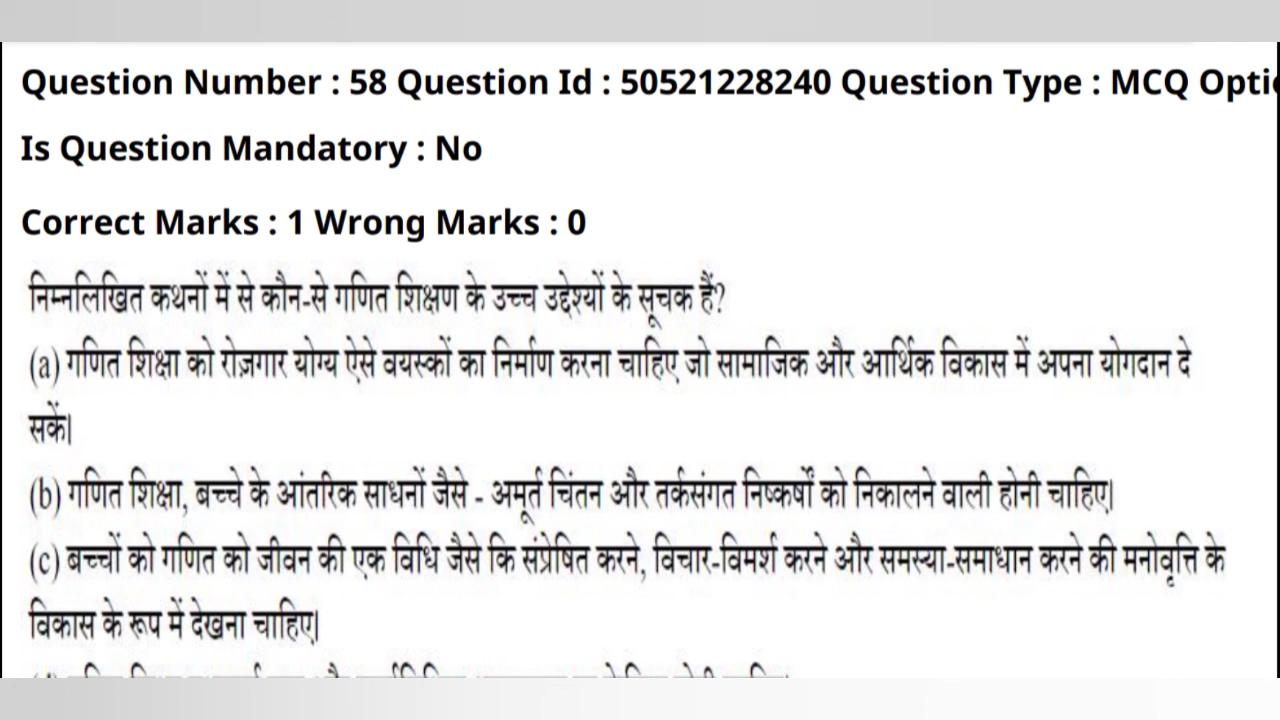 Question Number : 58 Question Id : 50521228240 Question Type : MCQ
Is Question Mandatory : No
Correct Marks : 1 Wrong Marks : 0
निम्नलिखित कथनों में से कौन-से गणित शिक्षण के उच्च उद्देश्यों के सूचक हैं?
(a) गणित शिक्षा को रोज़गार योग्य ऐसे वयस्कों का निर्माण करना चाहिए जो सामाजिक और आर्थिक विकास में अपना योगदान दे
सकें।
(b) गणित शिक्षा, बच्चे के आंतरिक साधनों जैसे - अमूर्त चिंतन और तर्कसंगत निष्कर्षों को निकालने वाली होनी चाहिए।
(c) बच्चों को गणित को जीवन की एक विधि जैसे कि संप्रेषित करने, विचार-विमर्श करने और समस्या-समाधान करने की मनोवृत्ति के
विकास के रूप में देखना चाहिए।